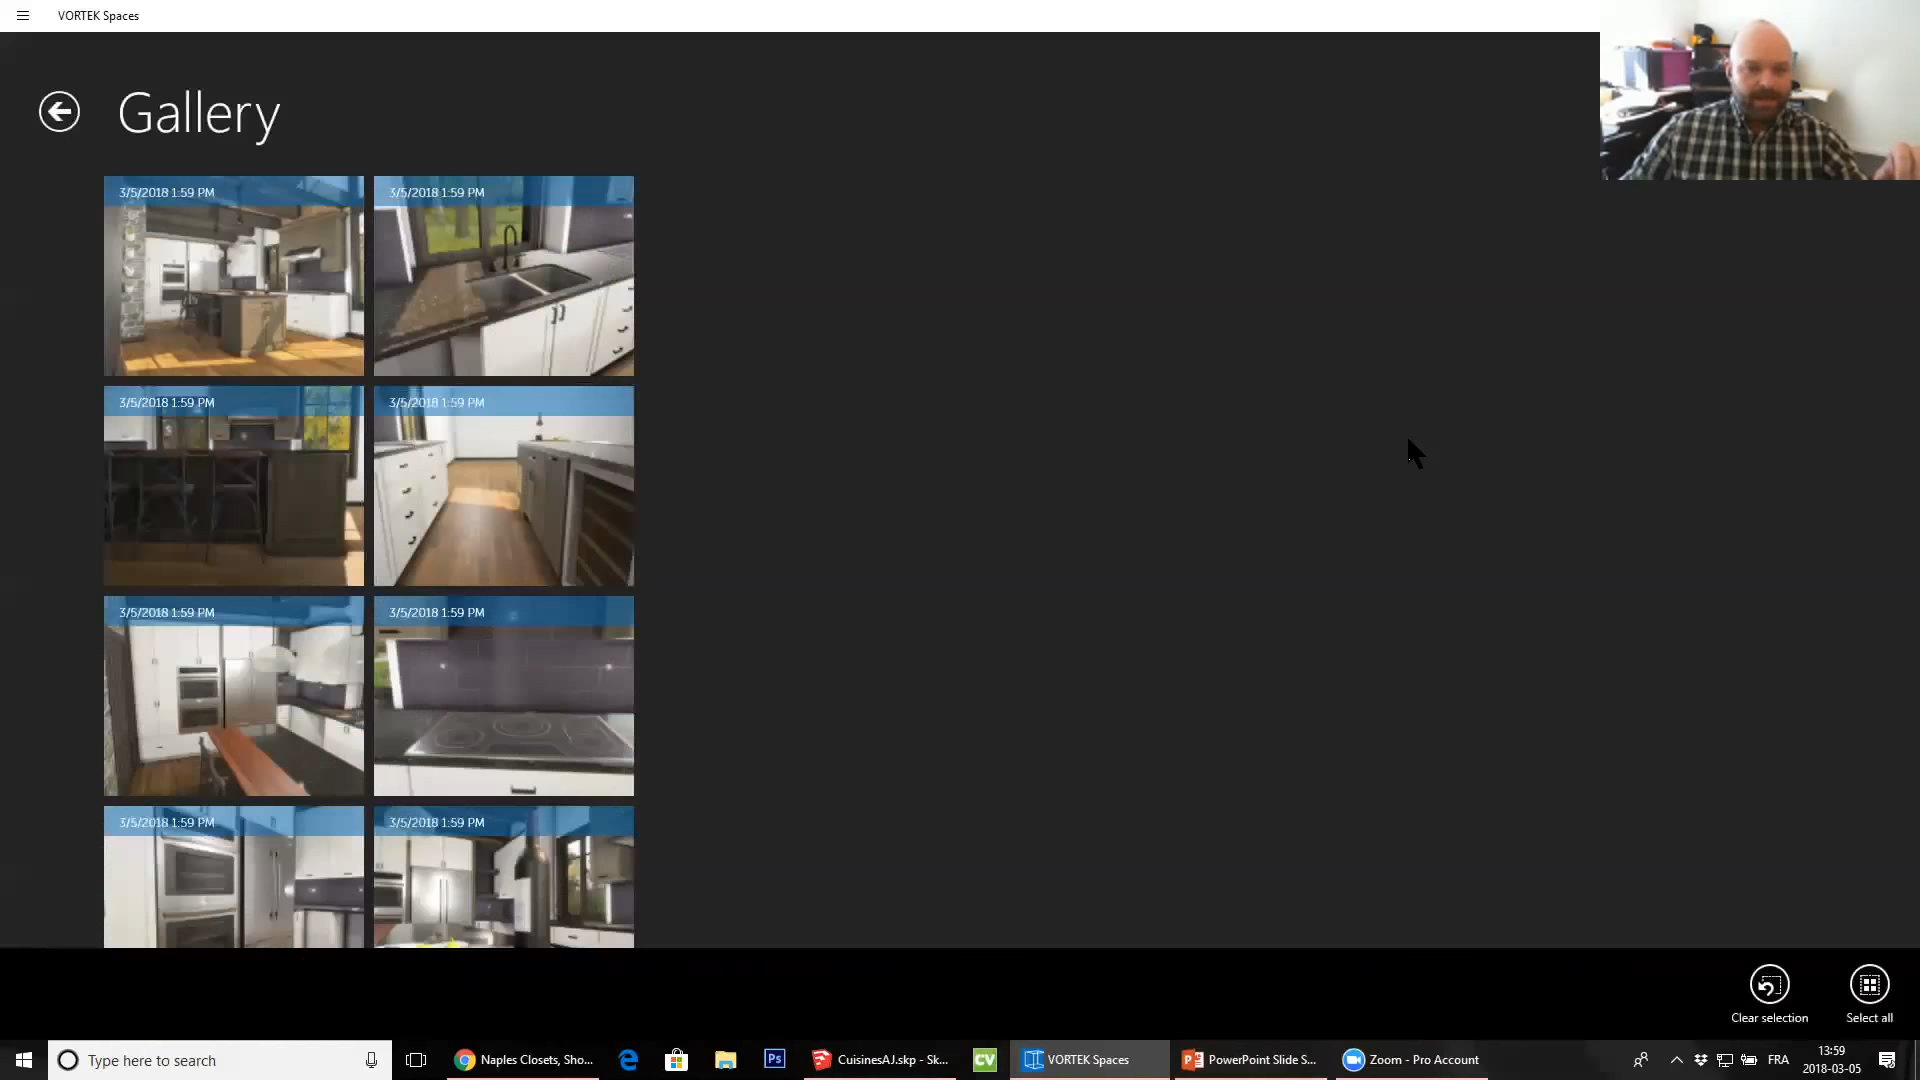 VORTEK Spaces
Gallery
3/5/2018 1:59 PM
3/5/2018 1:59 PM
3/5/2018 1:59 PM
3/5/2018 1:59 PM
3/5/2018 1:59 PM
3/5/2018 1:59 PM
3/5/2018 1:59 PM
3/5/2018 1:59 PM
Clear selection
Select all
Type here to search
Naples Closets, Sho...
Ps
CuisinesAJ.skp - Sk...
CV
VORTEK Spaces
PowerPoint Slide S...
Zoom - Pro Account
FRA
13:59
2018-03-05